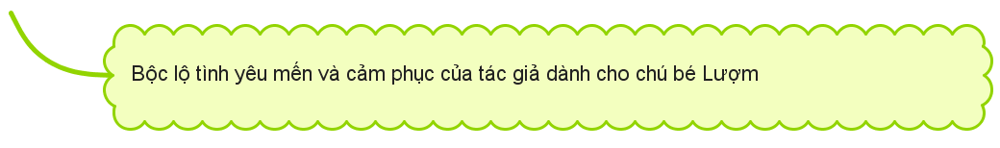 Bộc lộ tình yêu mến và cảm phục của tác giả dành cho chú bé Lượm